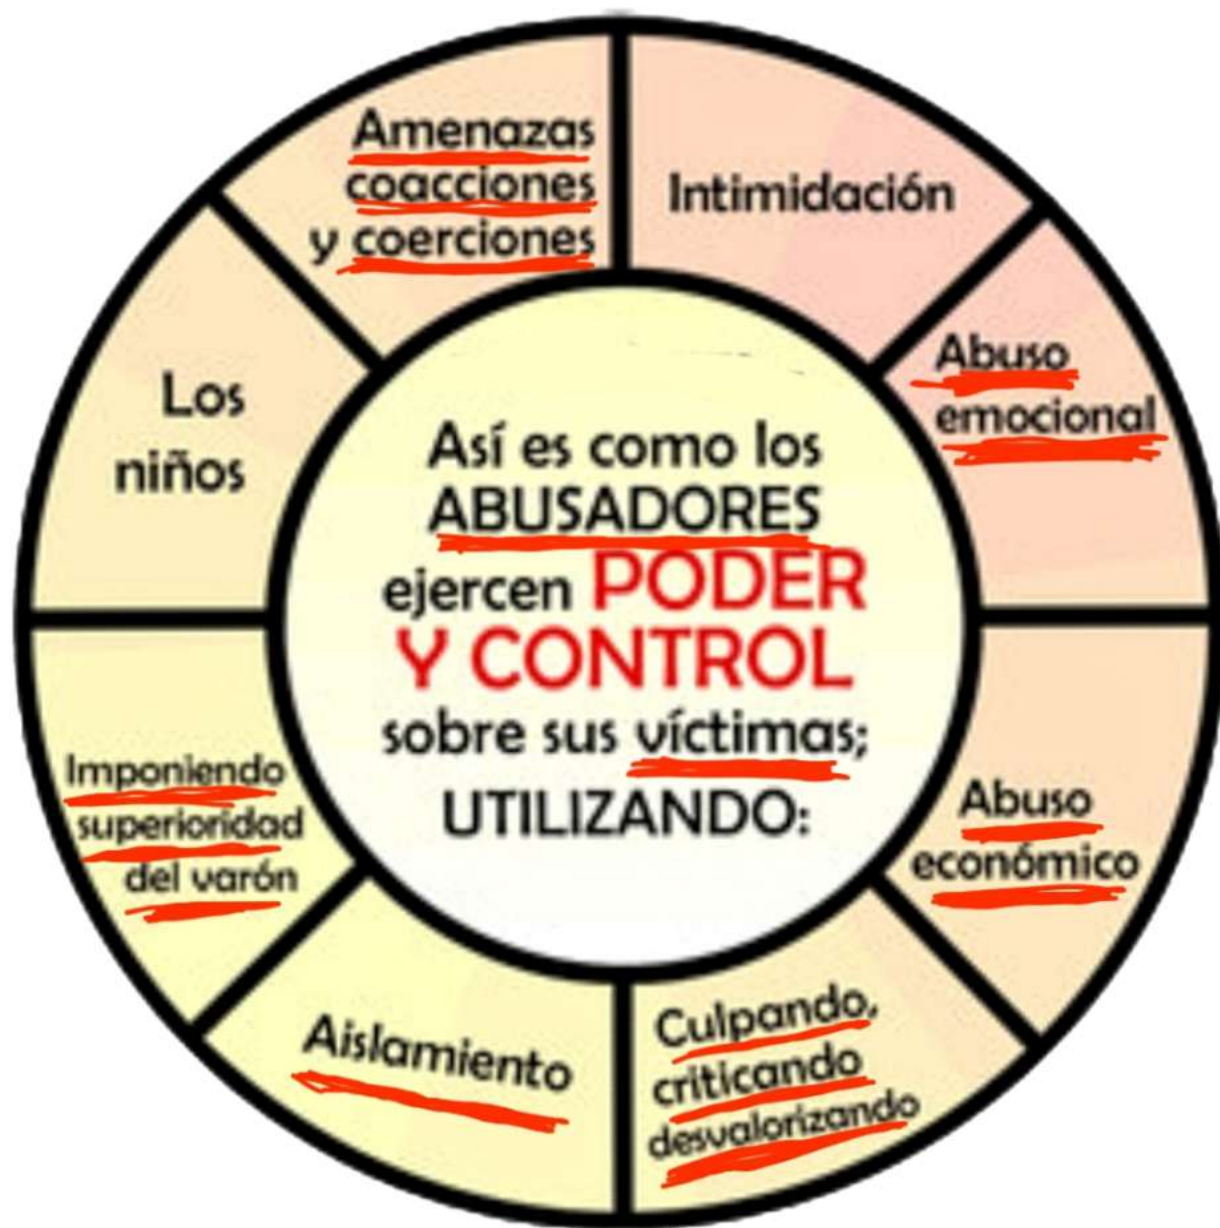 Así es como los
ABUSADORES
ejercen PODER
Y CONTROL
sobre sus víctimas;
UTILIZANDO:
Intimidación
Abuso
emocional
Abuso
económico
Culpando,
criticando
desvalorizando
Aislamiento
Imponiendo
superioridad
del varón
Los
niños
Amenazas
coacciones
y coerciones